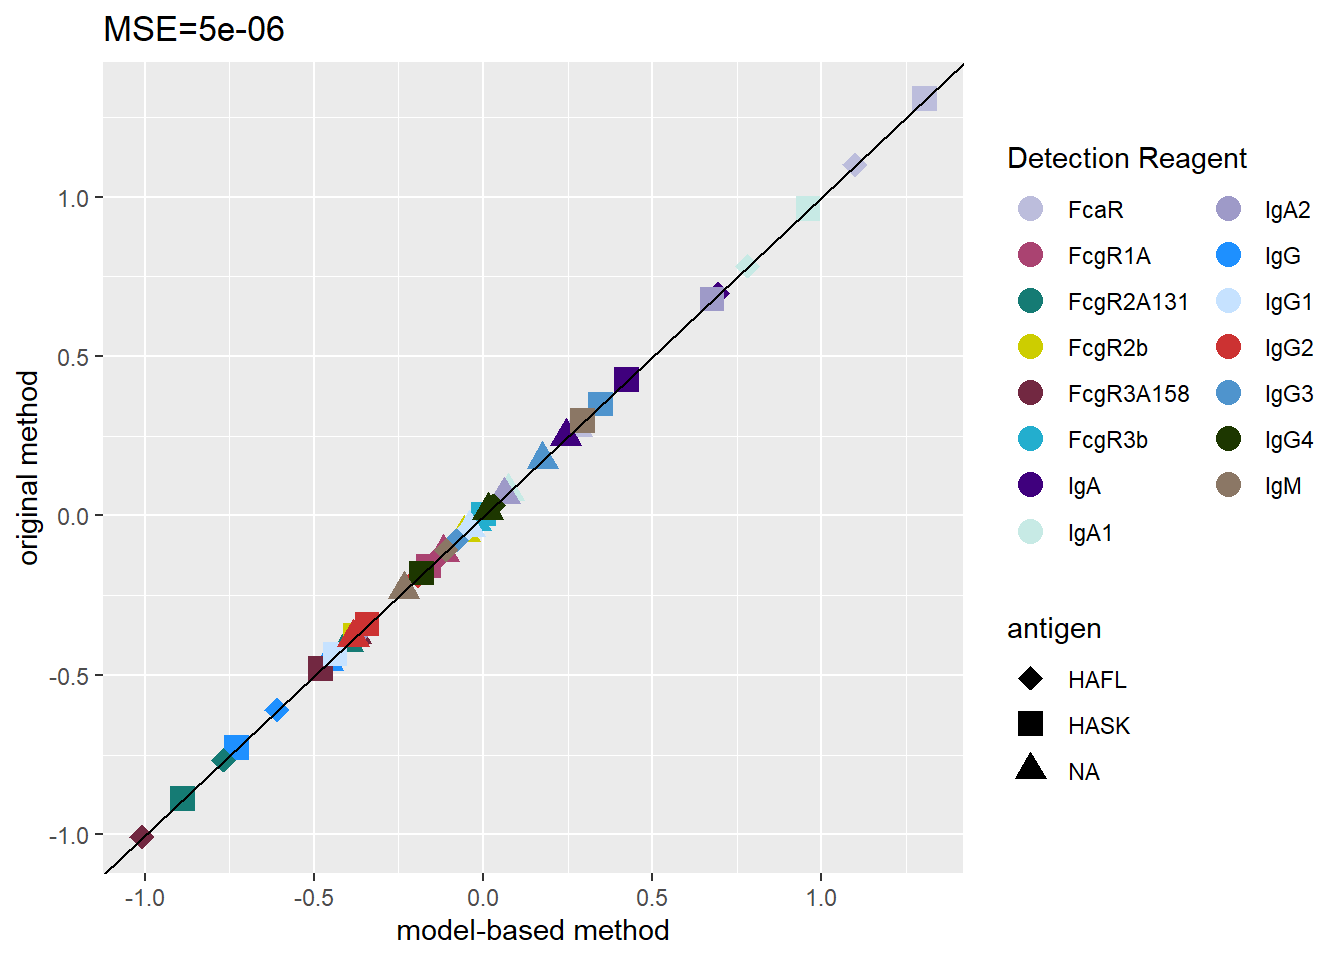 MSE=5e-06
original method
1.0
0.5
0.0
-0.5
-1.0
-1.0
-0.5
0.0
0.5
1.0
model-based method
Detection Reagent
FcaR
FcgR1A
FcgR2A131
FcgR2b
FcgR3A158
FcgR3b
IgA
IgA1
IgA2
IgG
IgG1
IgG2
IgG3
IgG4
IgM
antigen
HAFL
HASK
NA